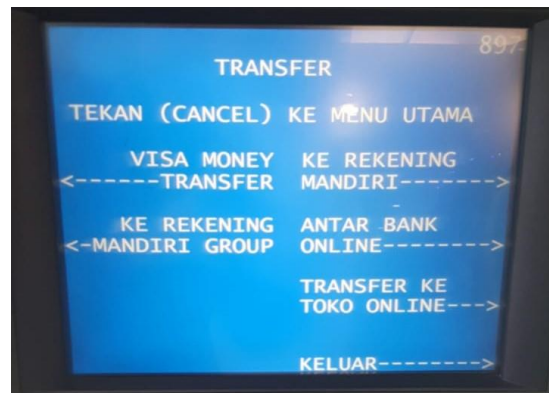 897
TRANSFER
TEKAN (CANCEL) KE MENU UTAMA
VISA MONEY
<------TRANSFER
KE REKENING
MANDIRI------->
KE REKENING
<-MANDIRI GROUP
ANTAR BANK
ONLINE-------->
TRANSFER KE
TOKO ONLINE--->
KELUAR-------->